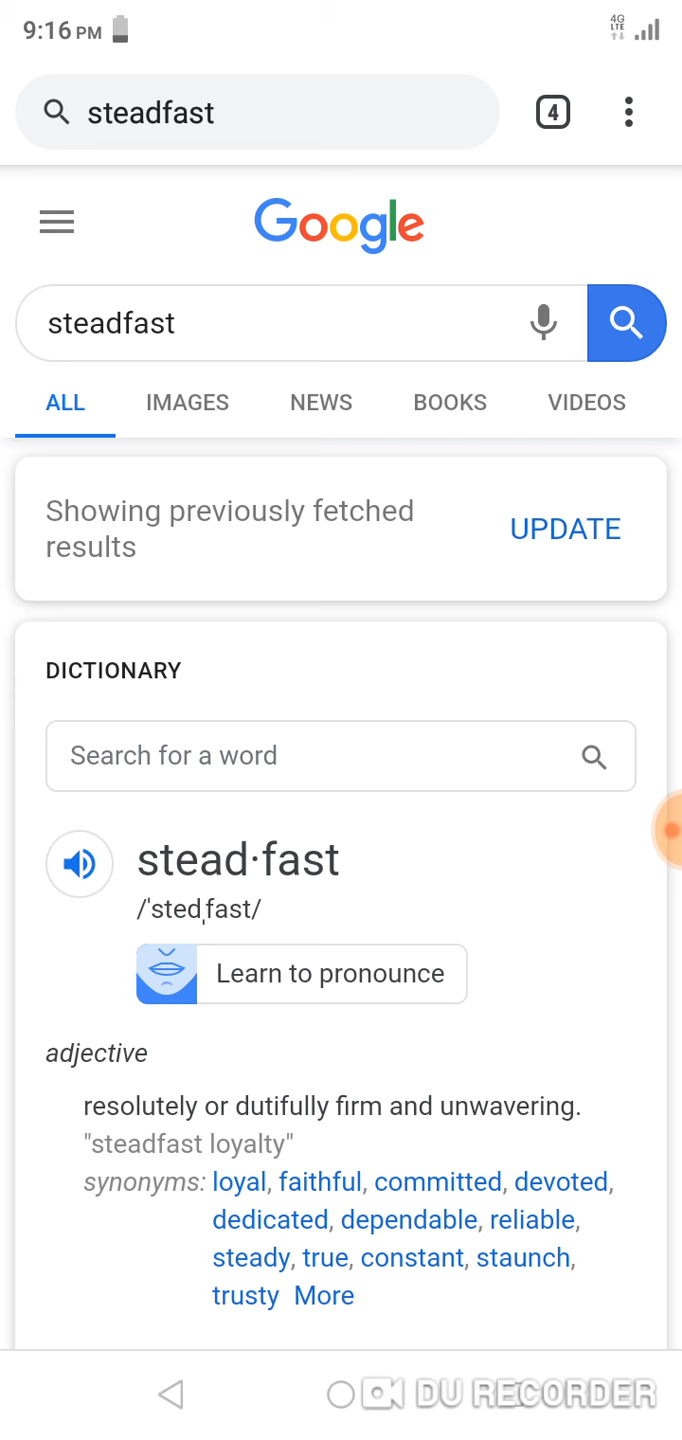 9:16 PM
4G
LTE
steadfast
4
Google
steadfast
ALL IMAGES NEWS BOOKS VIDEOS
Showing previously fetched
results
UPDATE
DICTIONARY
Search for a word
stead·fast
/ˈstedˌfast/
Learn to pronounce
adjective
resolutely or dutifully firm and unwavering.
"steadfast loyalty"
synonyms: loyal, faithful, committed, devoted,
dedicated, dependable, reliable,
steady, true, constant, staunch,
trusty More
DU RECORDER